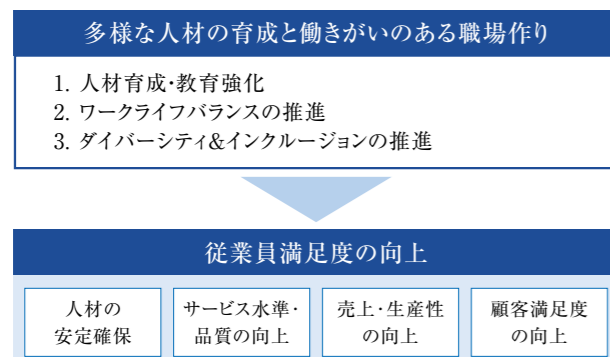 多様な人材の育成と働きがいのある職場作り
1. 人材育成・教育強化
2. ワークライフバランスの推進
3. ダイバーシティ&インクルージョンの推進
従業員満足度の向上
人材の
安定確保
サービス水準・
品質の向上
売上・生産性
の向上
顧客満足度
の向上